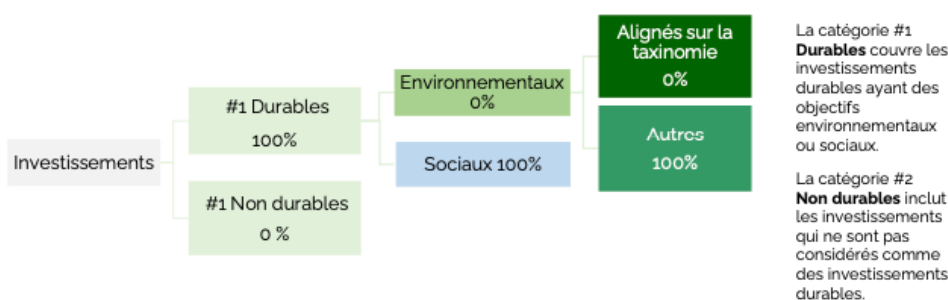 Investissements
#1 Durables
100%
#1 Non durables
0 %
Environnementaux
0%
Sociaux 100%
Alignés sur la
taxinomie
0%
Autres
100%
La catégorie #1
Durables couvre les
investissements
durables ayant des
objectifs
environnementaux
ou sociaux.
La catégorie #2
Non durables inclut
les investissements
qui ne sont pas
considérés comme
des investissements
durables.